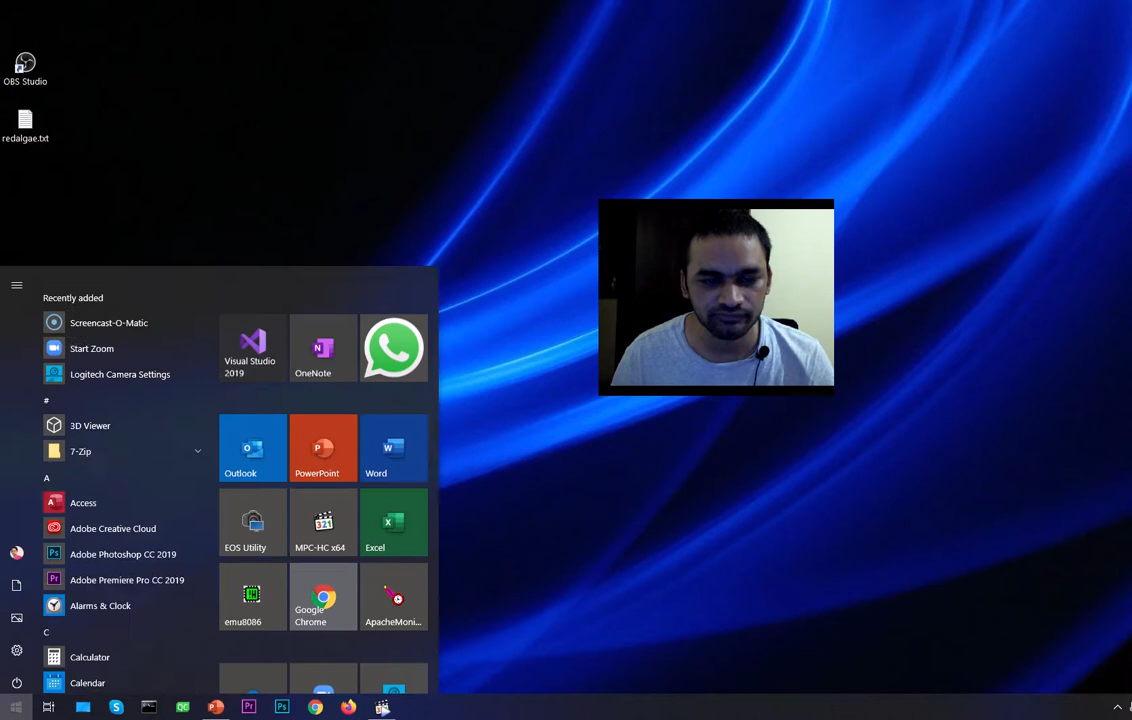 OBS Studio
redalgae.txt
Recently added
Screencast-O-Matic
Start Zoom
Logitech Camera Settings
#
3D Viewer
7-Zip
A
Access
Adobe Creative Cloud
Adobe Photoshop CC 2019
Adobe Premiere Pro CC 2019
Alarms & Clock
C
Calculator
Calendar
Visual Studio
2019
OneNote
Outlook
PowerPoint
Word
EOS Utility
MPC-HC x64
Excel
emu8086
Google
Chrome
ApacheMoni...